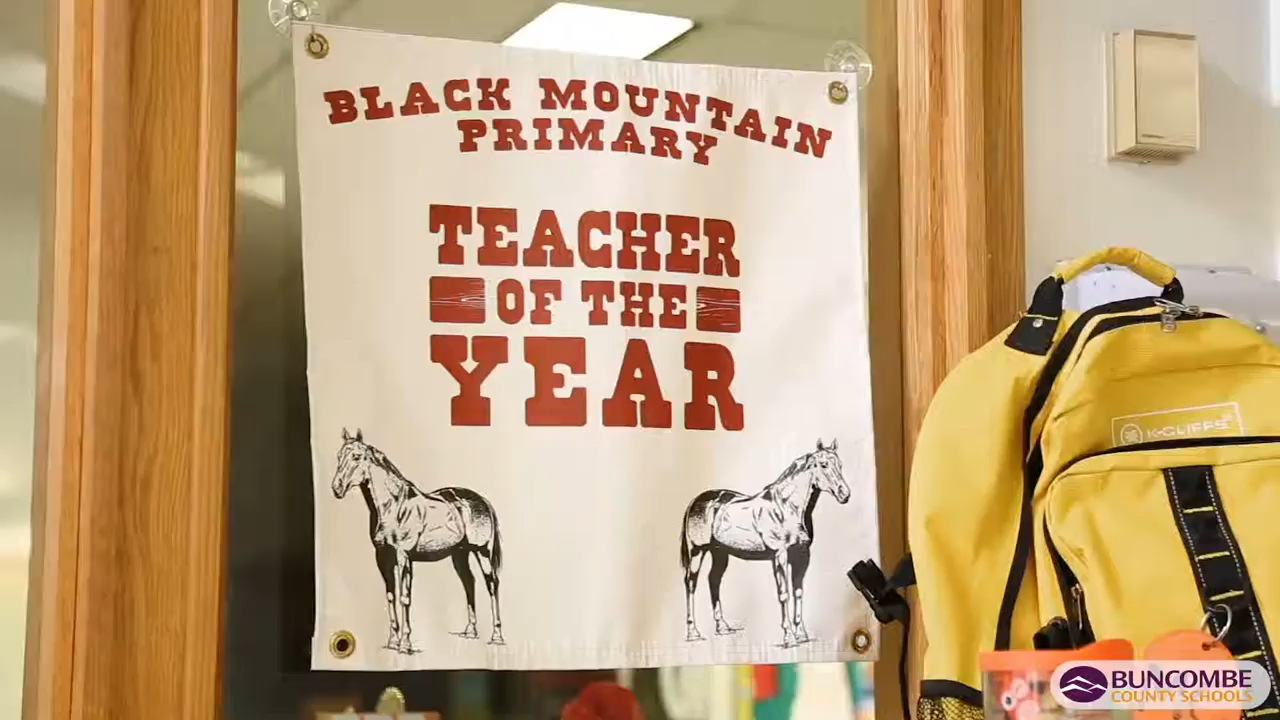 BLACK MOUNTAIN
PRIMARY
TEACHER
OF THE
YEAR
K-CLIFFS
BUNCOMBE
COUNTY SCHOOLS